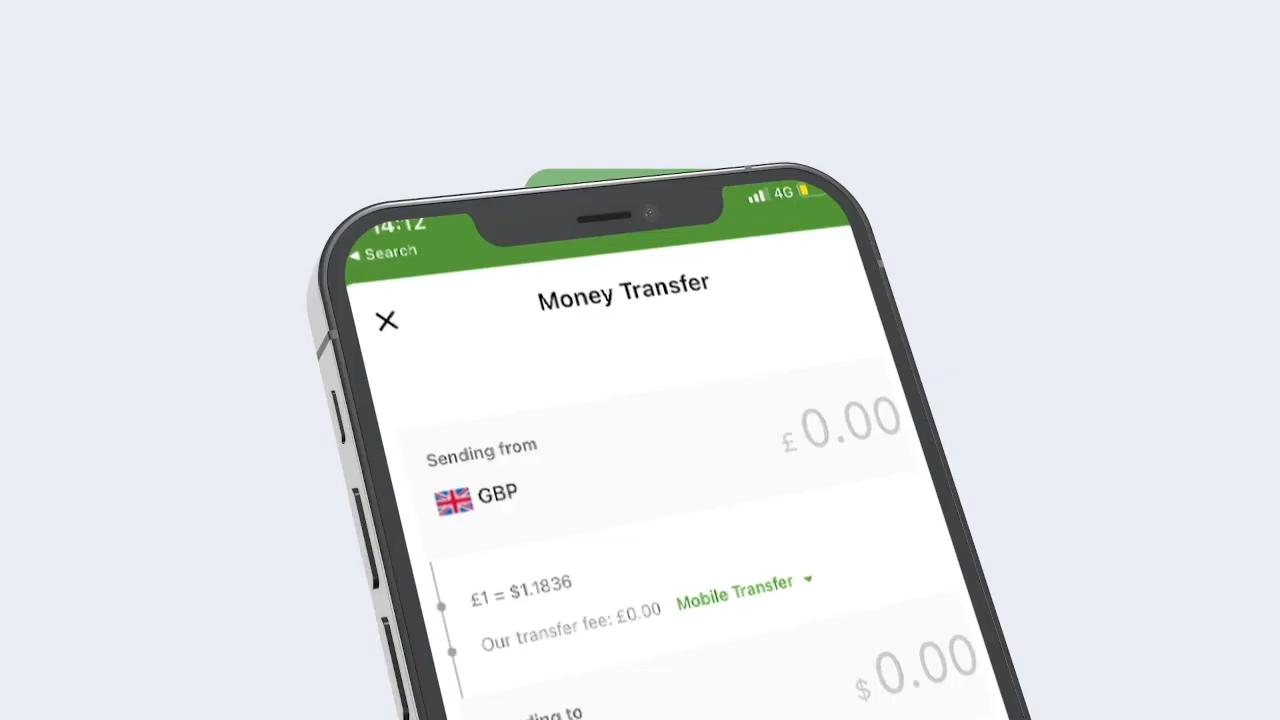 14:12
4G
◀ Search
Money Transfer
Sending from
£ 0.00
GBP
£1 = $1.1836
Our transfer fee: £0.00 Mobile Transfer
$ 0.00
to